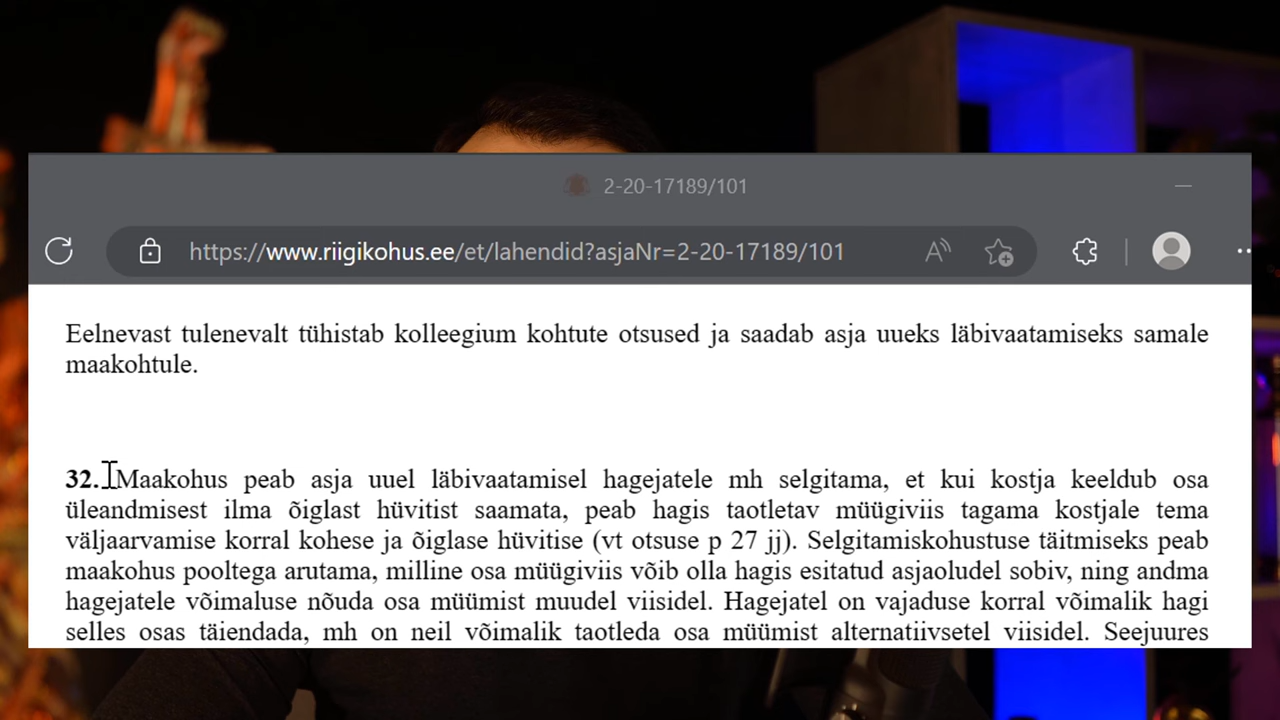 2-20-17189/101
https://www.riigikohus.ee/et/lahendid?asjaNr=2-20-17189/101
Eelnevast tulenevalt tühistab kolleegium kohtute otsused ja saadab asja uueks läbivaatamiseks samale
maakohtule.
32. Maakohus peab asja uuel läbivaatamisel hagejatele mh selgitama, et kui kostja keeldub osa
üleandmisest ilma õiglast hüvitist saamata, peab hagis taotletav müügiviis tagama kostjale tema
väljaarvamise korral kohese ja õiglase hüvitise (vt otsuse p 27 jj). Selgitamiskohustuse täitmiseks peab
maakohus pooltega arutama, milline osa müügiviis võib olla hagis esitatud asjaoludel sobiv, ning andma
hagejatele võimaluse nõuda osa müümist muudel viisidel. Hagejatel on vajaduse korral võimalik hagi
selles osas täiendada, mh on neil võimalik taotleda osa müümist alternatiivsetel viisidel. Seejuures